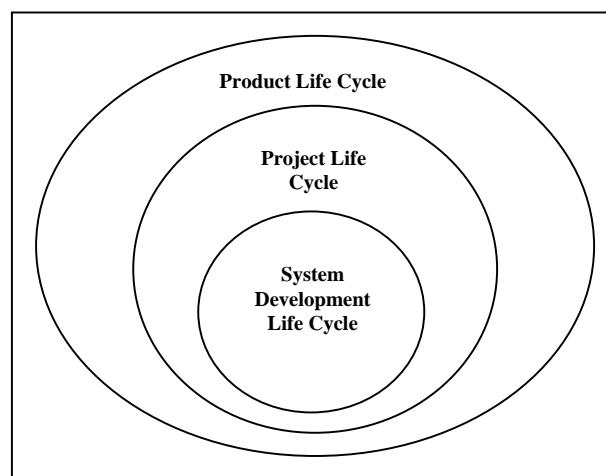 Product Life Cycle
Project Life
Cycle
System
Development
Life Cycle